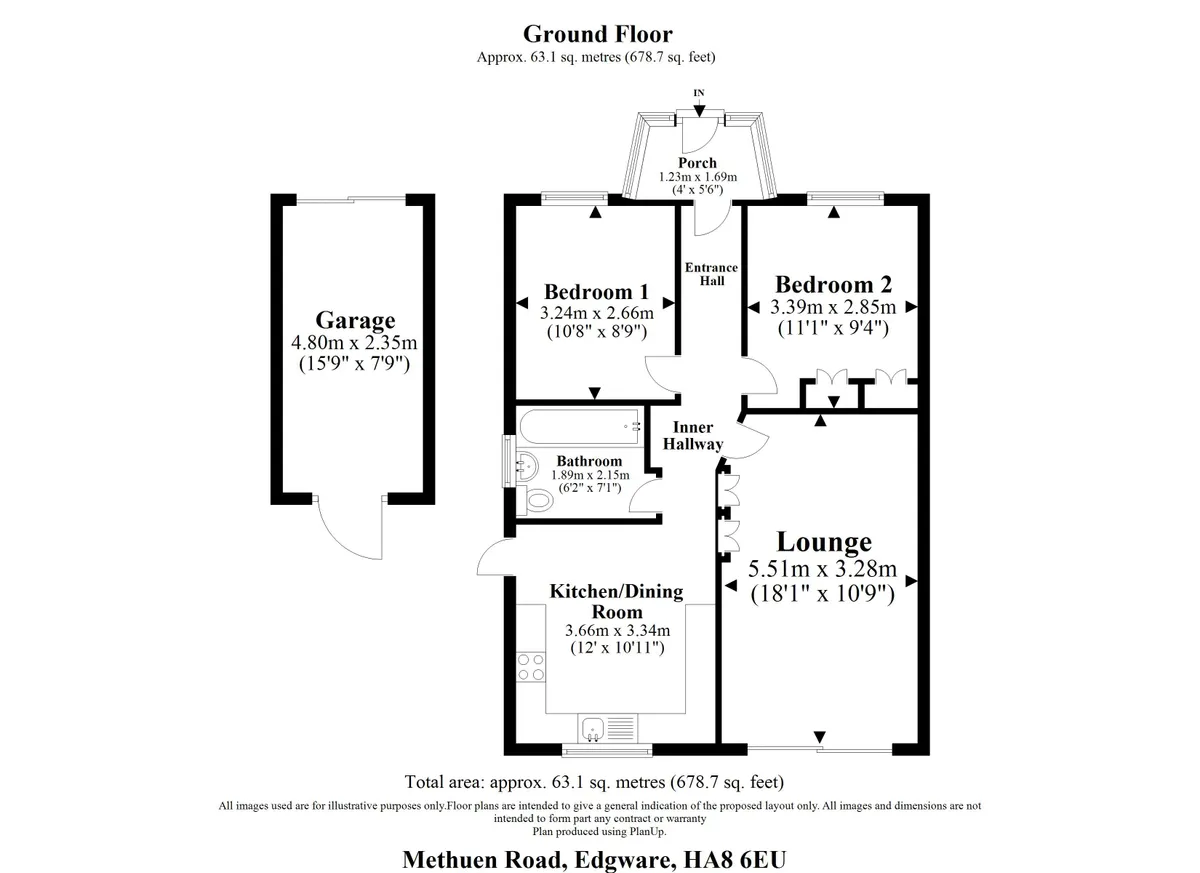 Ground Floor
Approx. 63.1 sq. metres (678.7 sq. feet)
IN
Porch
1.23m x 1.69m
(4' x 5'6")
Entrance
Hall
Bedroom 1
3.24m x 2.66m
(10'8" x 8'9")
Bedroom 2
3.39m x 2.85m
(11'1" x 9'4")
Garage
4.80m x 2.35m
(15'9" x 7'9")
Inner
Hallway
Bathroom
1.89m x 2.15m
(6'2" x 7'1")
Lounge
5.51m x 3.28m
(18'1" x 10'9")
Kitchen/Dining
Room
3.66m x 3.34m
(12' x 10'11")
Total area: approx. 63.1 sq. metres (678.7 sq. feet)
All images used are for illustrative purposes only.Floor plans are intended to give a general indication of the proposed layout only. All images and dimensions are not
intended to form part any contract or warranty
Plan produced using PlanUp.
Methuen Road, Edgware, HA8 6EU